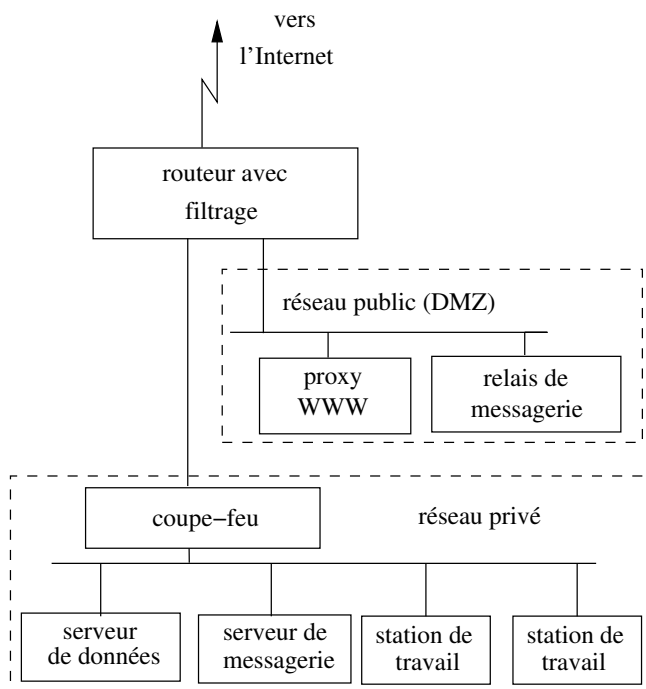 vers
l'Internet
routeur avec
filtrage
réseau public (DMZ)
proxy
WWW
relais de
messagerie
coupe−feu
réseau privé
serveur
de données
serveur de
messagerie
station de
travail
station de
travail